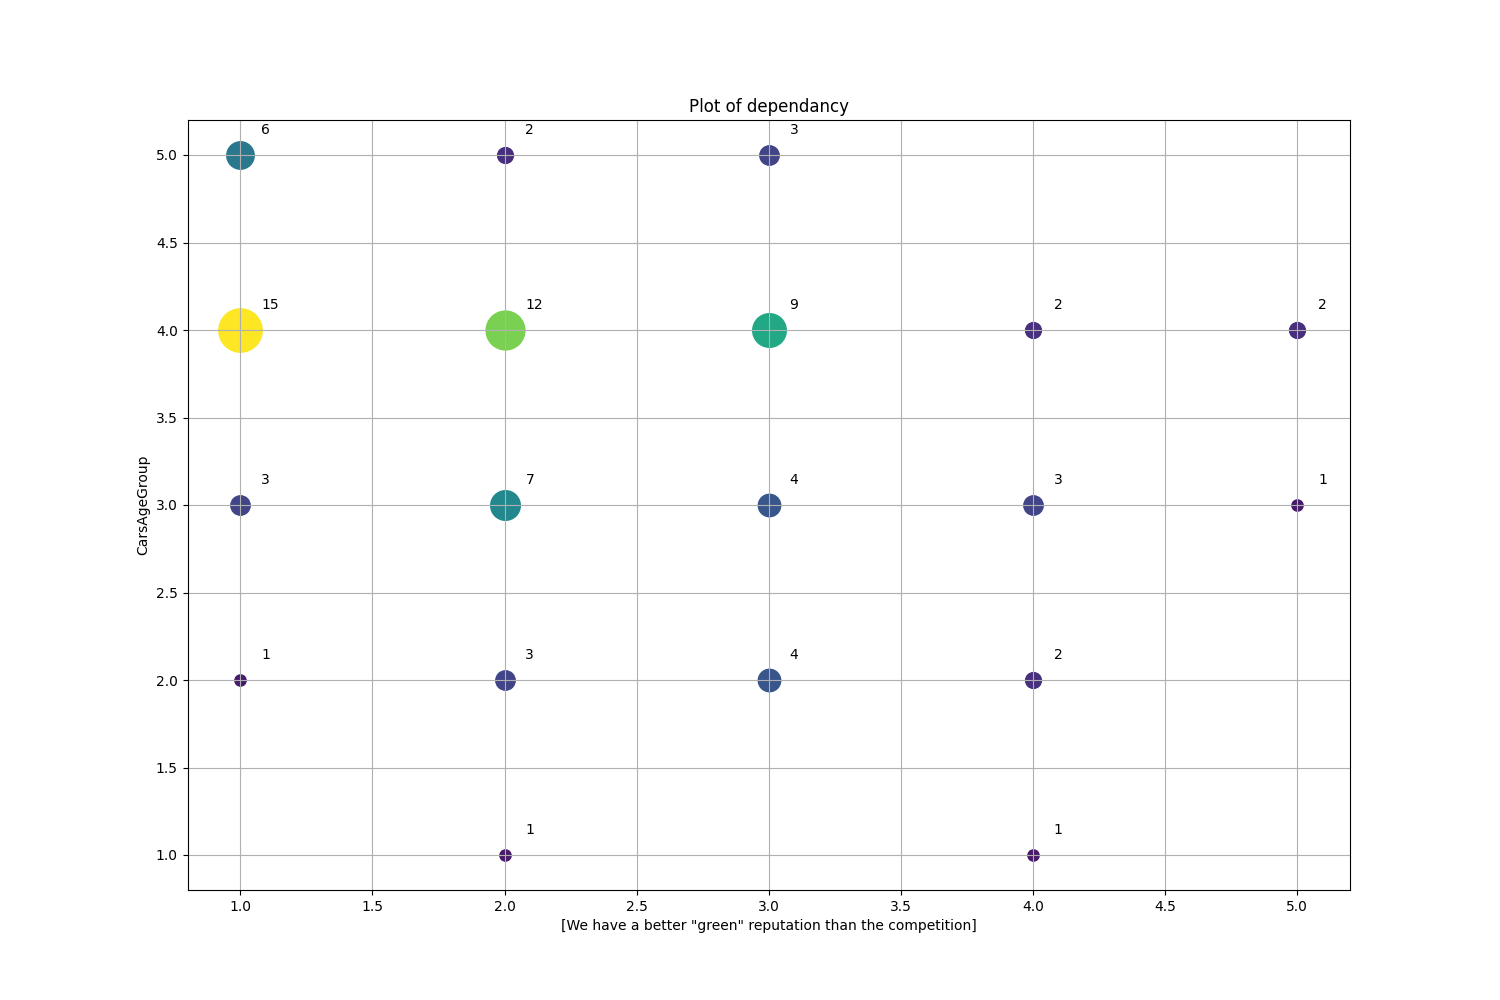 Plot of dependancy
6 2 3
5.0
4.5
15 12 9 2 2
4.0
3.5
3 7 4 3 1
3.0
2.5
1 3 4 2
2.0
1.5
1 1
1.0
CarsAgeGroup
1.0 1.5 2.0 2.5 3.0 3.5 4.0 4.5 5.0
[We have a better "green" reputation than the competition]